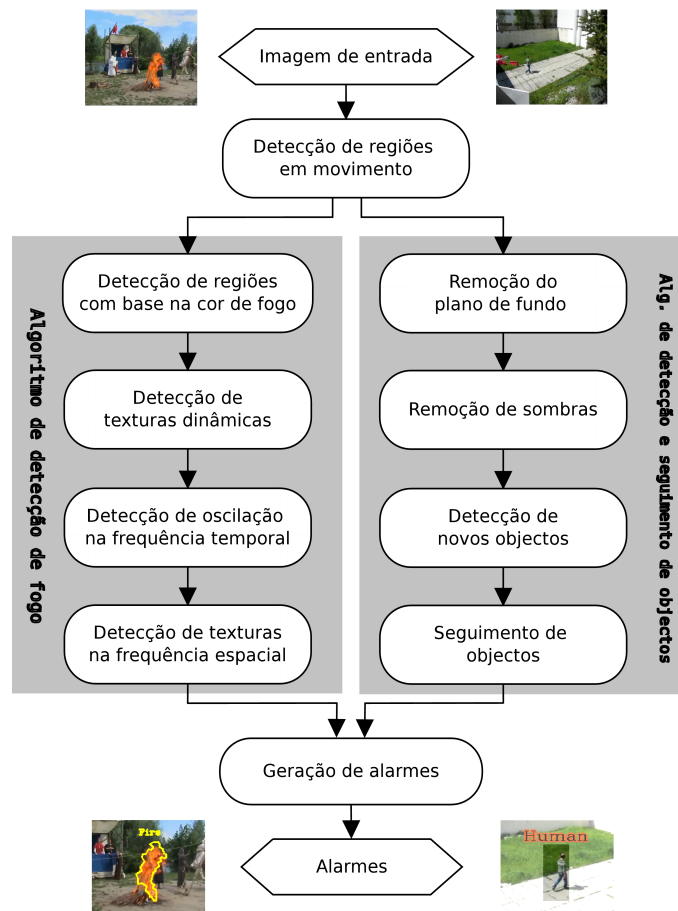 Imagem de entrada
Detecção de regiões
em movimento
Algoritmo de detecção de fogo
Detecção de regiões
com base na cor de fogo
Detecção de
texturas dinâmicas
Detecção de oscilação
na frequência temporal
Detecção de texturas
na frequência espacial
Remoção do
plano de fundo
Remoção de sombras
Detecção de
novos objectos
Seguimento de
objectos
Alg. de detecção e seguimento de objectos
Geração de alarmes
Alarmes
Fire
Human